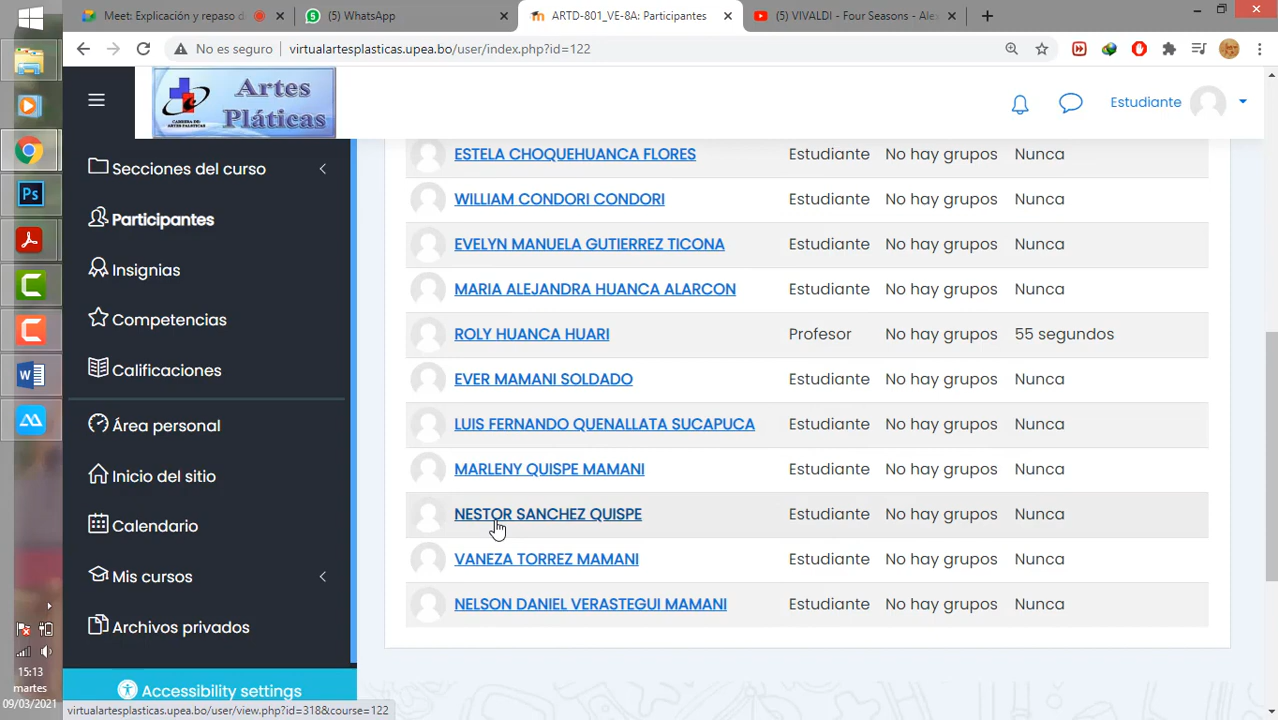 Meet: Explicación y repaso d
(5) WhatsApp
ARTD-801_VE-8A: Participantes
(5) VIVALDI - Four Seasons - Ale
No es seguro
virtualartesplasticas.upea.bo/user/index.php?id=122
Artes
Pláticas
CARRERA DE
ARTES PLASTICAS
Estudiante
Secciones del curso
Participantes
Insignias
Competencias
Calificaciones
Área personal
Inicio del sitio
Calendario
Mis cursos
Archivos privados
Accessibility settings
ESTELA CHOQUEHUANCA FLORES Estudiante No hay grupos Nunca
WILLIAM CONDORI CONDORI Estudiante No hay grupos Nunca
EVELYN MANUELA GUTIERREZ TICONA Estudiante No hay grupos Nunca
MARIA ALEJANDRA HUANCA ALARCON Estudiante No hay grupos Nunca
ROLY HUANCA HUARI Profesor No hay grupos 55 segundos
EVER MAMANI SOLDADO Estudiante No hay grupos Nunca
LUIS FERNANDO QUENALLATA SUCAPUCA Estudiante No hay grupos Nunca
MARLENY QUISPE MAMANI Estudiante No hay grupos Nunca
NESTOR SANCHEZ QUISPE Estudiante No hay grupos Nunca
VANEZA TORREZ MAMANI Estudiante No hay grupos Nunca
NELSON DANIEL VERASTEGUI MAMANI Estudiante No hay grupos Nunca
Ps
W
15:13
martes
09/03/2021
virtualartesplasticas.upea.bo/user/view.php?id=318&course=122